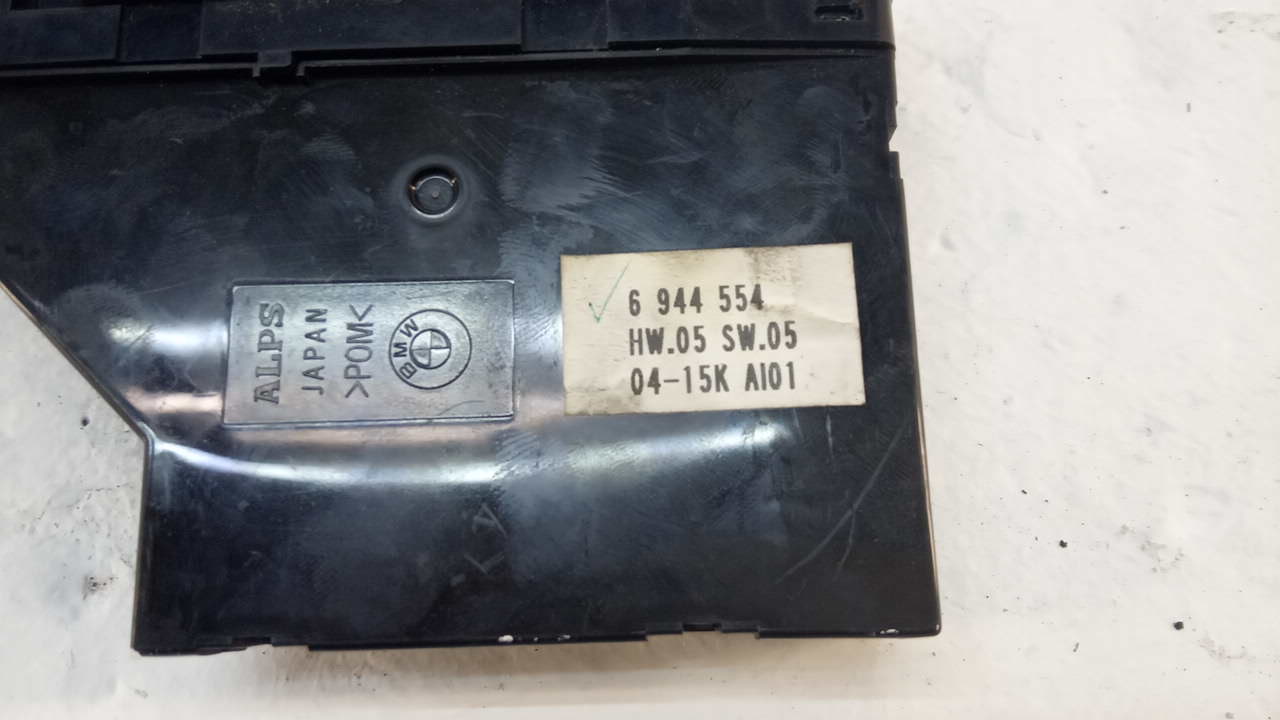 ALPS
JAPAN
>POM<
BMW
6 944 554
HW.05 SW.05
04-15K AI01